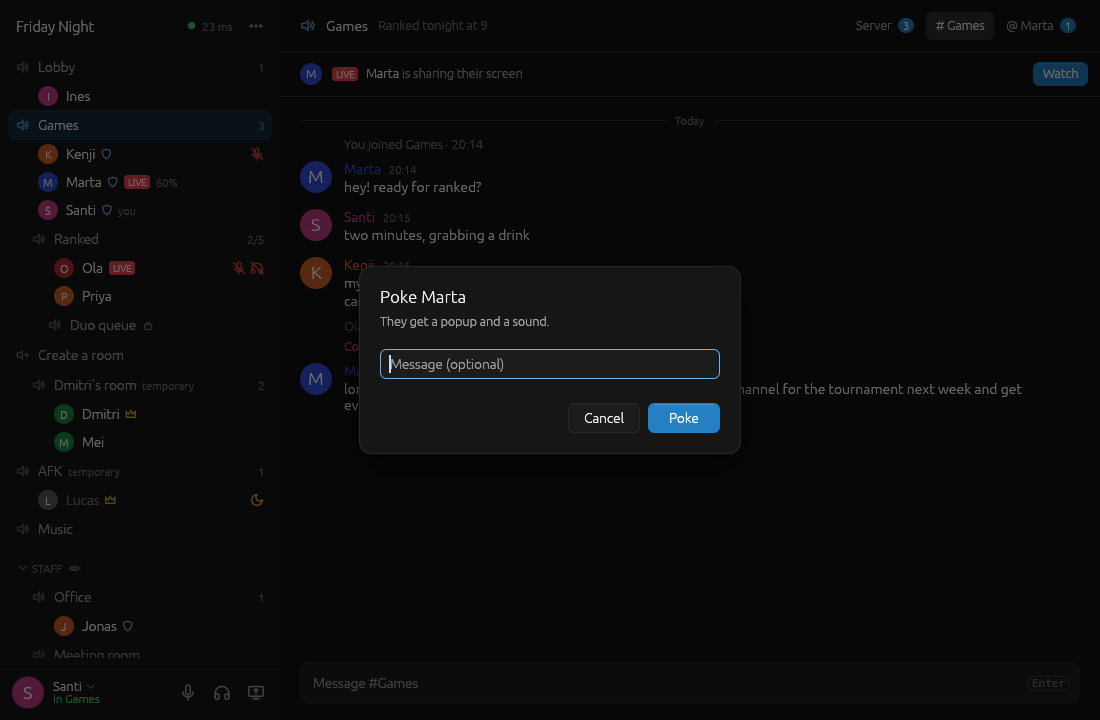 Friday Night
23 ms
Lobby
1
I
Ines
Games
3
K
Kenji
M
Marta
LIVE
60%
S
Santi
you
Ranked
2/5
O
Ola
LIVE
P
Priya
Duo queue
Create a room
Dmitri's room temporary
2
D
Dmitri
M
Mei
AFK temporary
1
L
Lucas
Music
STAFF
Office
1
J
Jonas
Meeting room
S
Santi
In Games
Games
Ranked tonight at 9
Server 3
# Games
@ Marta 1
M
LIVE
Marta is sharing their screen
Watch
Today
You joined Games · 20:14
M
Marta 20:14
hey! ready for ranked?
S
Santi 20:15
two minutes, grabbing a drink
K
Kenji 20:15
M
annel for the tournament next week and get
Poke Marta
They get a popup and a sound.
Message (optional)
Cancel
Poke
Message #Games
Enter